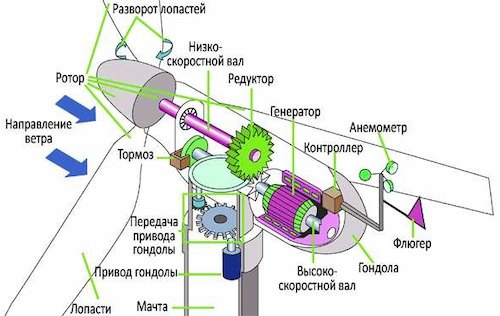 Разворот лопастей
Низко-
скоростной вал
Ротор
Редуктор
Генератор
Направление
ветра
Анемометр
Тормоз
Контроллер
Передача
привода
гондолы
Флюгер
Привод гондолы
Высоко-
скоростной вал
Гондола
Лопасти
Мачта